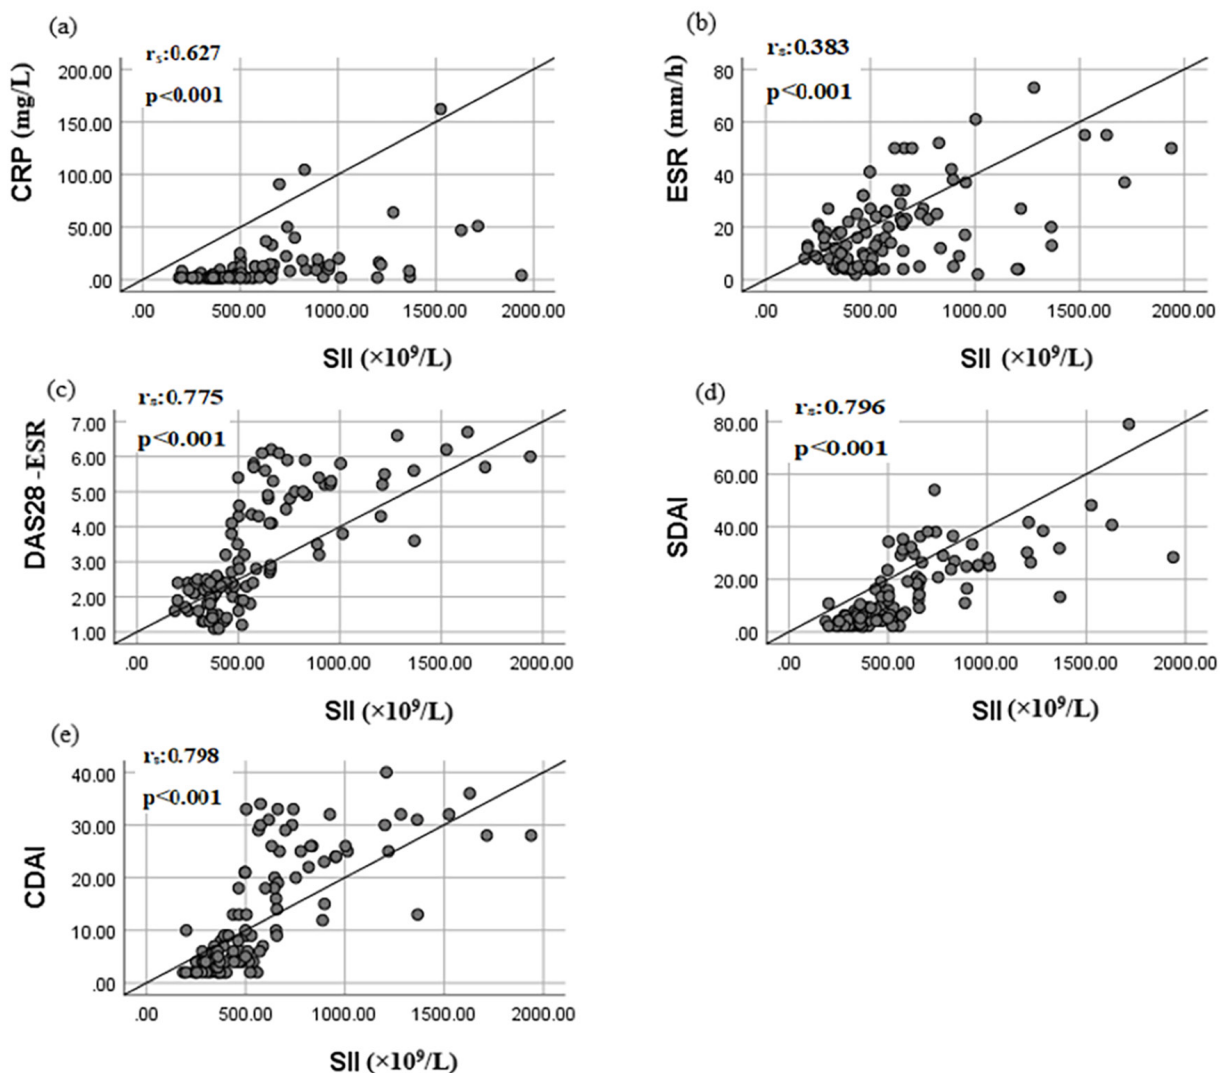 (a)
rₛ:0.627
p<0.001
CRP (mg/L)
200.00
150.00
100.00
50.00
.00
.00 500.00 1000.00 1500.00 2000.00
SII (×10⁹/L)
(b)
rₛ:0.383
p<0.001
ESR (mm/h)
80
60
40
20
0
.00 500.00 1000.00 1500.00 2000.00
SII (×10⁹/L)
(c)
rₛ:0.775
p<0.001
DAS28 -ESR
7.00
6.00
5.00
4.00
3.00
2.00
1.00
.00 500.00 1000.00 1500.00 2000.00
SII (×10⁹/L)
(d)
rₛ:0.796
p<0.001
SDAI
80.00
60.00
40.00
20.00
.00
.00 500.00 1000.00 1500.00 2000.00
SII (×10⁹/L)
(e)
rₛ:0.798
p<0.001
CDAI
40.00
30.00
20.00
10.00
.00
.00 500.00 1000.00 1500.00 2000.00
SII (×10⁹/L)